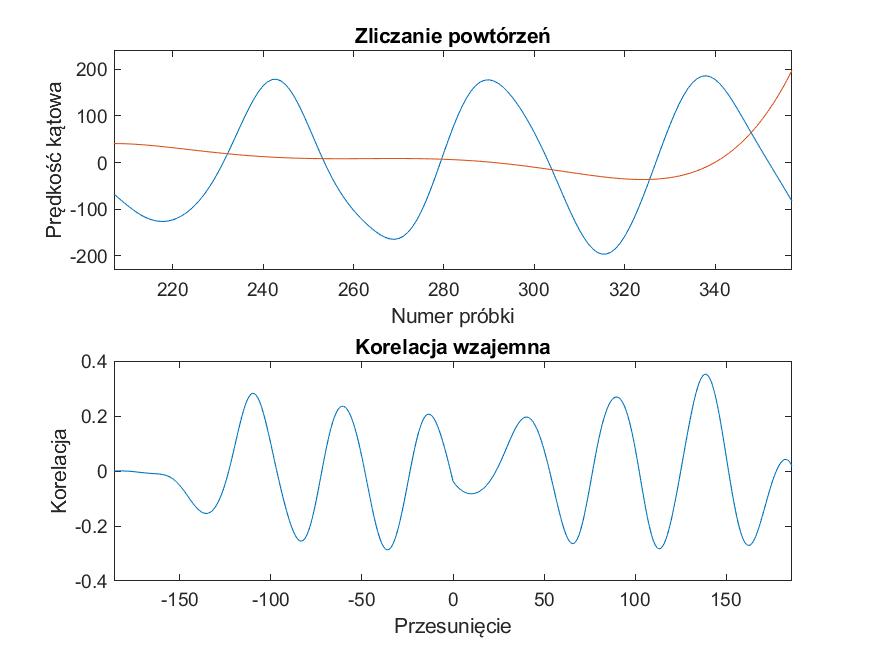 Zliczanie powtórzeń
Prędkość kątowa
200
100
0
-100
-200
220 240 260 280 300 320 340
Numer próbki
Korelacja wzajemna
Korelacja
0.4
0.2
0
-0.2
-0.4
-150 -100 -50 0 50 100 150
Przesunięcie